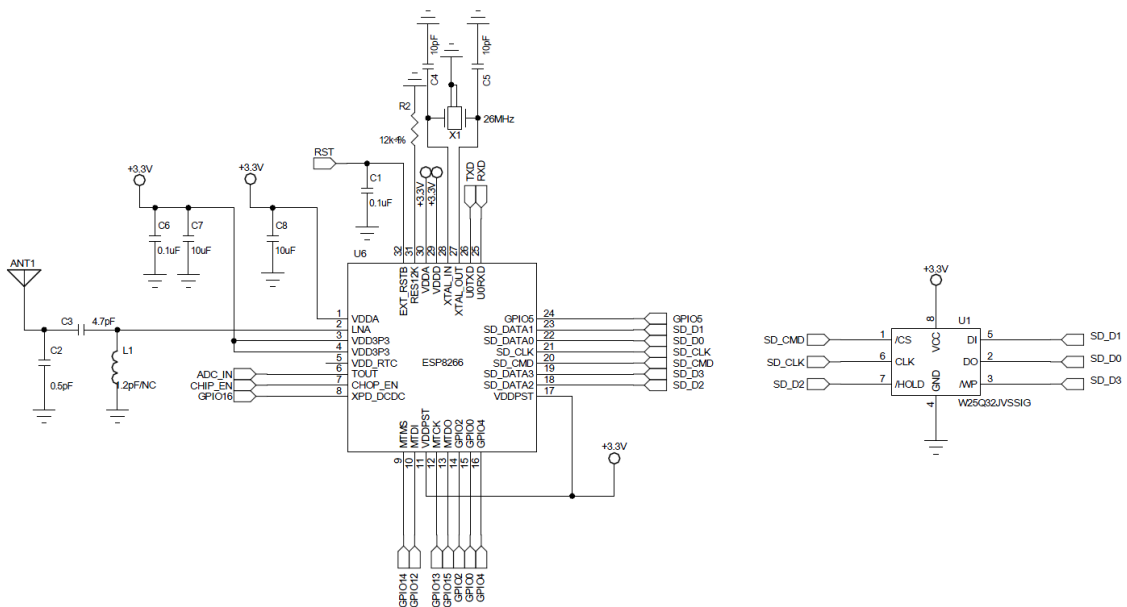 10pF
10pF
C4
C5
R2
12k-1%
X1
26MHz
RST
TXD
RXD
+3.3V
+3.3V
+3.3V
+3.3V
C1
0.1uF
C6
0.1uF
C7
10uF
C8
10uF
ANT1
C3
4.7pF
C2
0.5pF
L1
1.2pF/NC
U6
32
31
30
29
28
27
26
25
EXT_RSTB
RES12K
VDDA
VDDD
XTAL_IN
XTAL_OUT
U0TXD
U0RXD
1 VDDA
2 LNA
3 VDD3P3
4 VDD3P3
5 VDD_RTC
ADC_IN 6 TOUT
CHIP_EN 7 CHOP_EN
GPIO16 8 XPD_DCDC
ESP8266
GPIO5 24 GPIO5
SD_DATA1 23 SD_D1
SD_DATA0 22 SD_D0
SD_CLK 21 SD_CLK
SD_CMD 20 SD_CMD
SD_DATA3 19 SD_D3
SD_DATA2 18 SD_D2
VDDPST 17
MTMS
MTDI
VDDPST
MTCK
MTDO
GPIO2
GPIO0
GPIO4
9
10
11
12
13
14
15
16
+3.3V
GPIO14
GPIO12
GPIO13
GPIO15
GPIO2
GPIO0
GPIO4
+3.3V
8
U1
VCC
SD_CMD 1 /CS
DI 5 SD_D1
SD_CLK 6 CLK
DO 2 SD_D0
SD_D2 7 /HOLD
/WP 3 SD_D3
GND
4
W25Q32JVSSIG